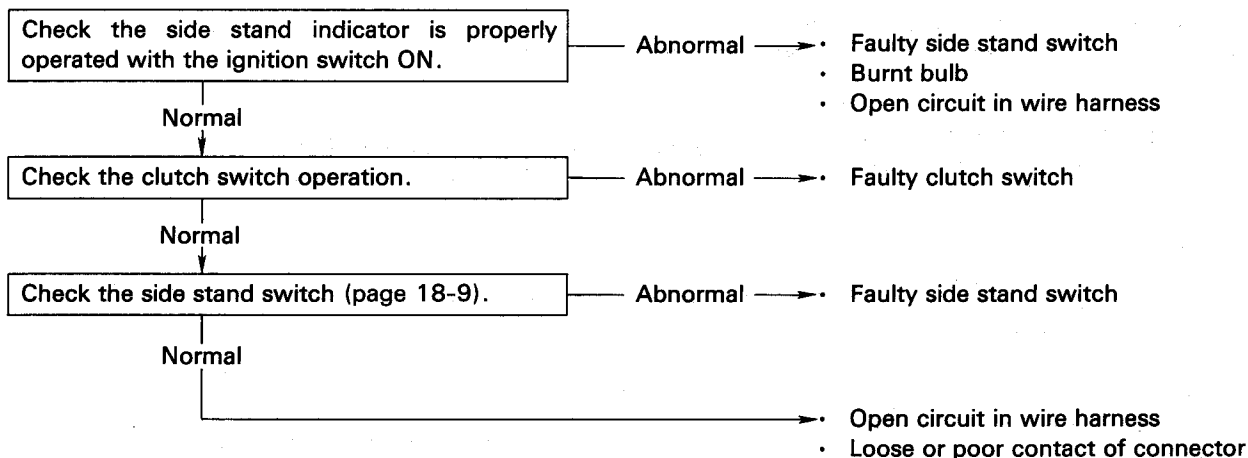 Check the side stand indicator is properly
operated with the ignition switch ON.
Abnormal
· Faulty side stand switch
· Burnt bulb
· Open circuit in wire harness
Normal
Check the clutch switch operation.
Abnormal
· Faulty clutch switch
Normal
Check the side stand switch (page 18-9).
Abnormal
· Faulty side stand switch
Normal
· Open circuit in wire harness
· Loose or poor contact of connector